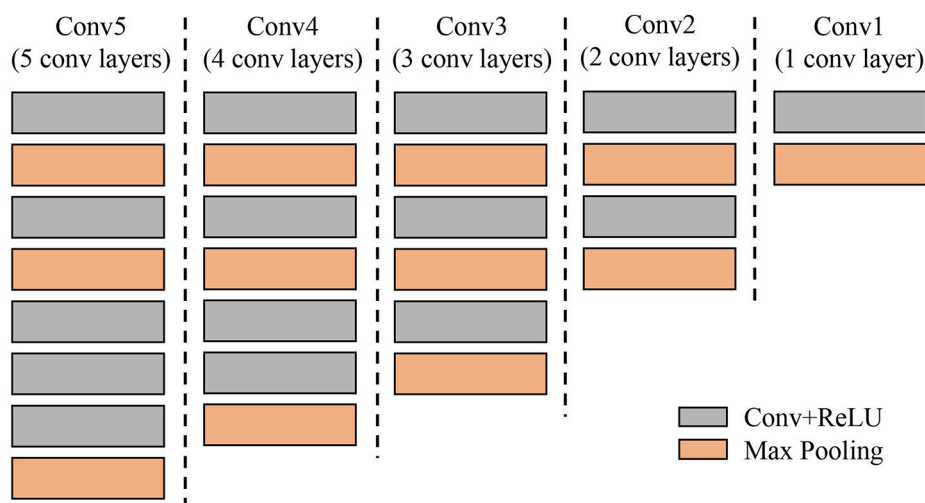 Conv5
(5 conv layers)
Conv4
(4 conv layers)
Conv3
(3 conv layers)
Conv2
(2 conv layers)
Conv1
(1 conv layer)
Conv+ReLU
Max Pooling